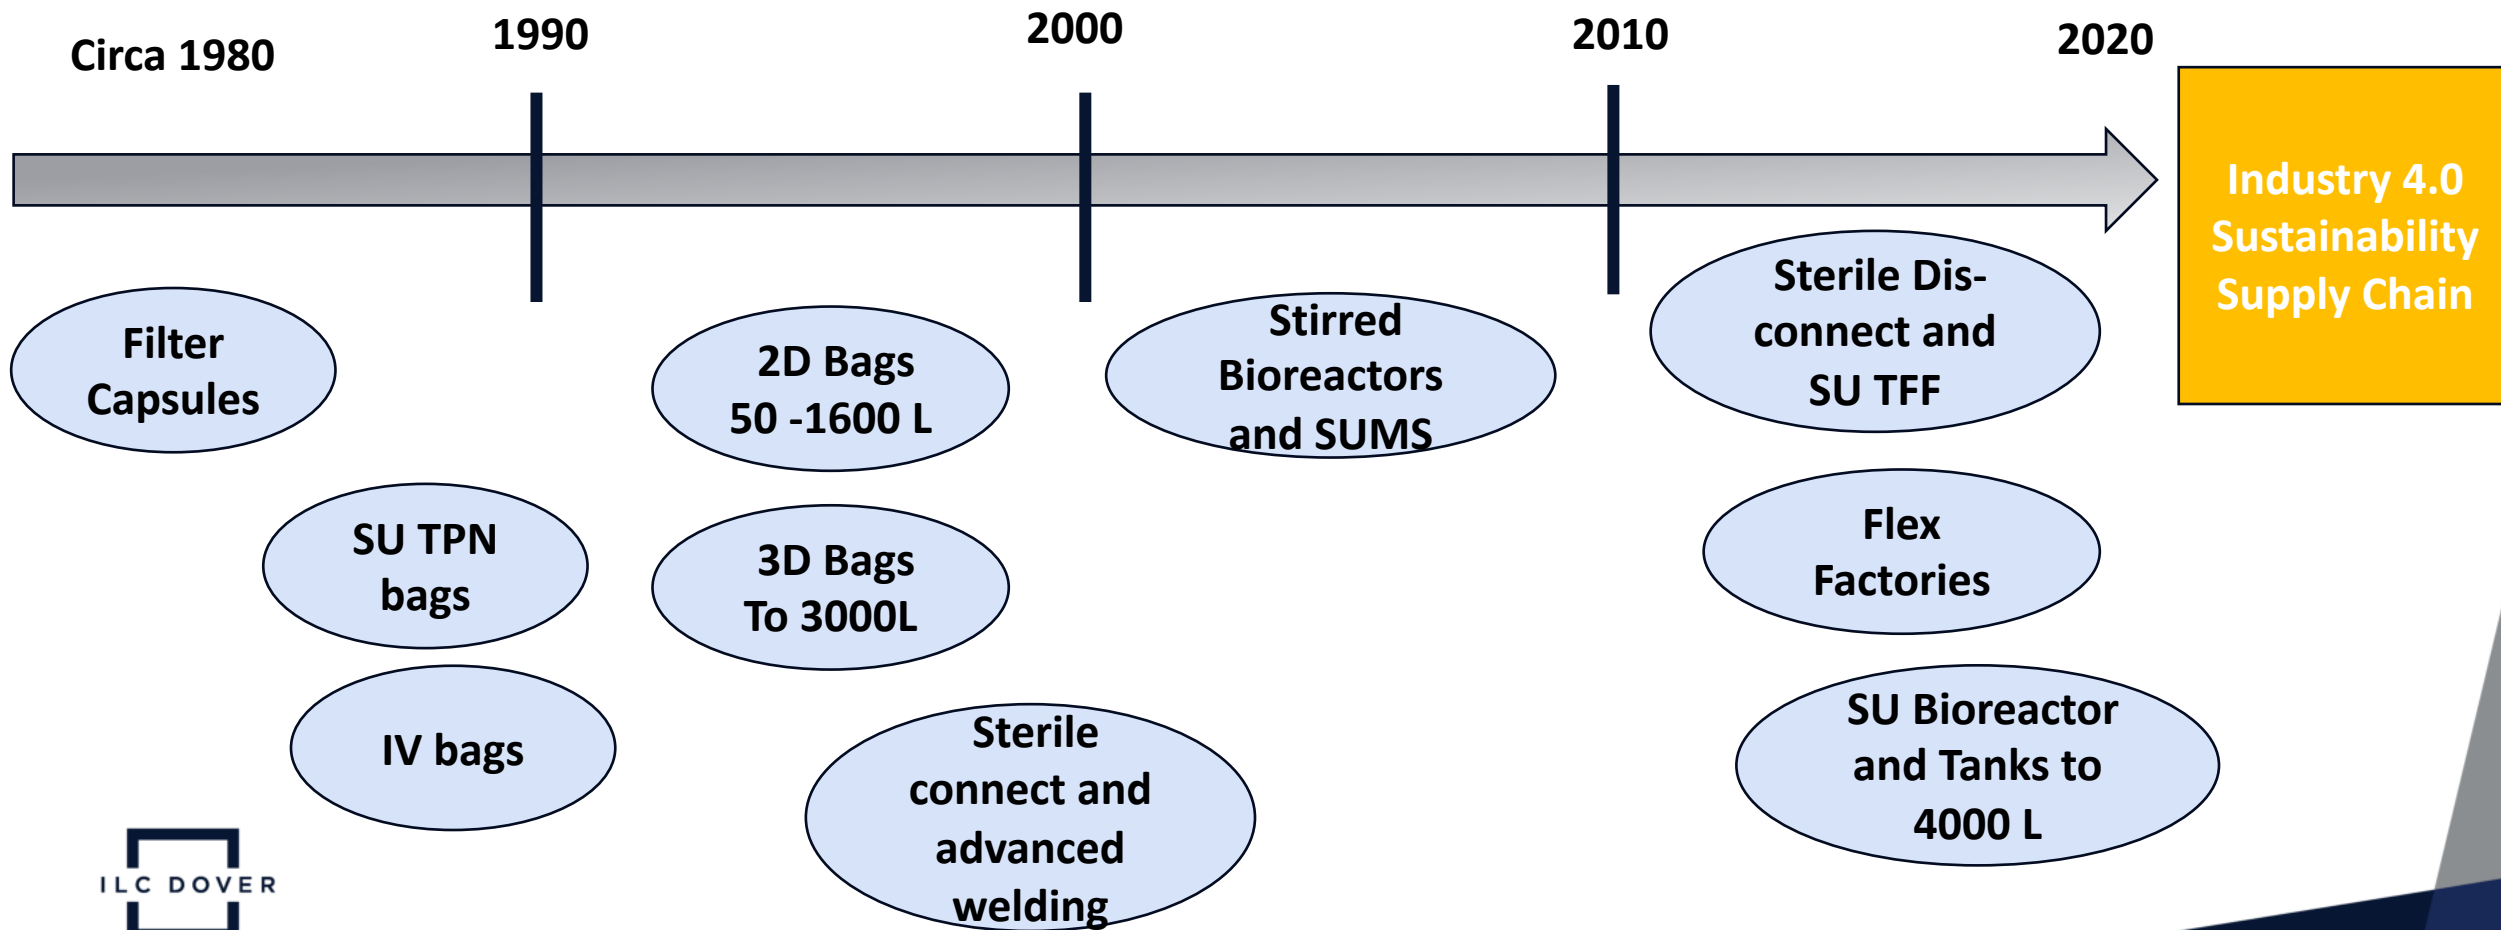 Circa 1980
1990
2000
2010
2020
Industry 4.0
Sustainability
Supply Chain
Filter
Capsules
SU TPN
bags
IV bags
2D Bags
50 -1600 L
3D Bags
To 3000L
Sterile
connect and
advanced
welding
Stirred
Bioreactors
and SUMS
Sterile Dis-
connect and
SU TFF
Flex
Factories
SU Bioreactor
and Tanks to
4000 L
ILC DOVER